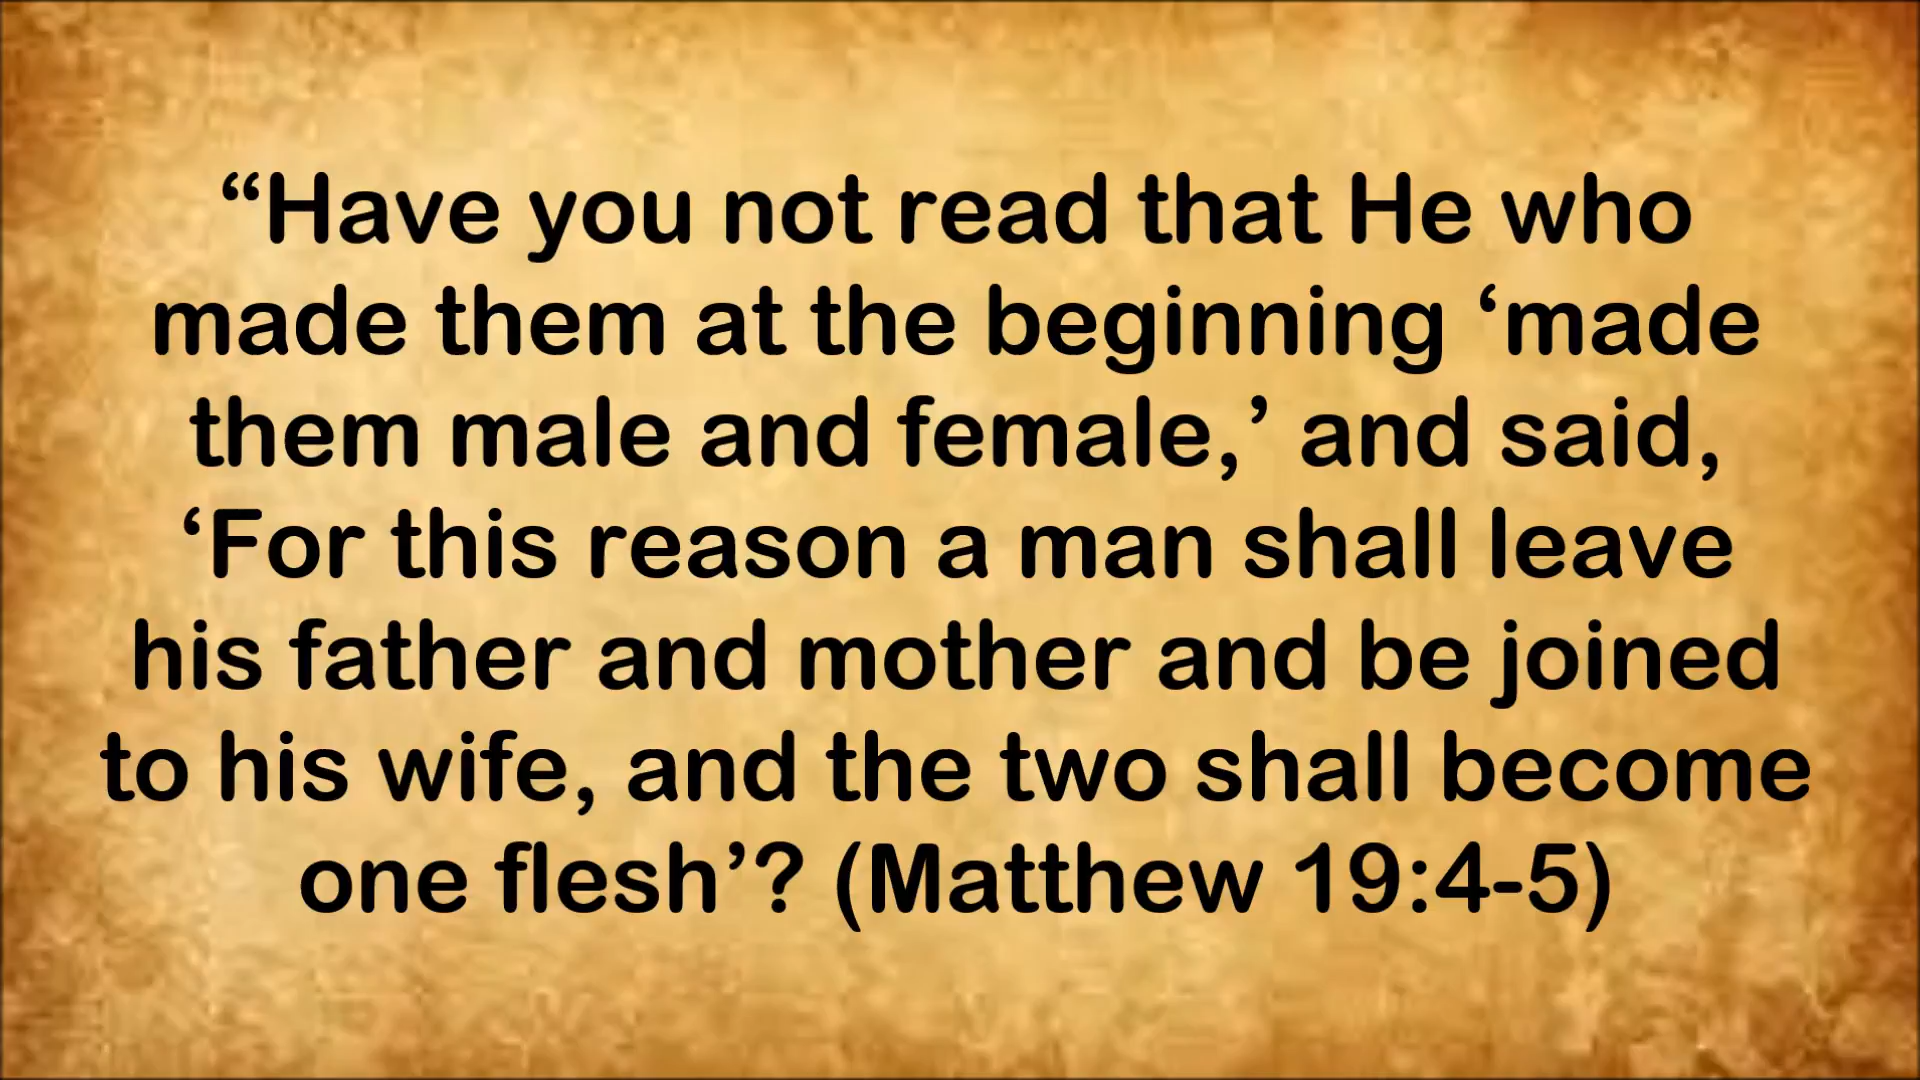 “Have you not read that He who
made them at the beginning ‘made
them male and female,’ and said,
‘For this reason a man shall leave
his father and mother and be joined
to his wife, and the two shall become
one flesh’? (Matthew 19:4-5)